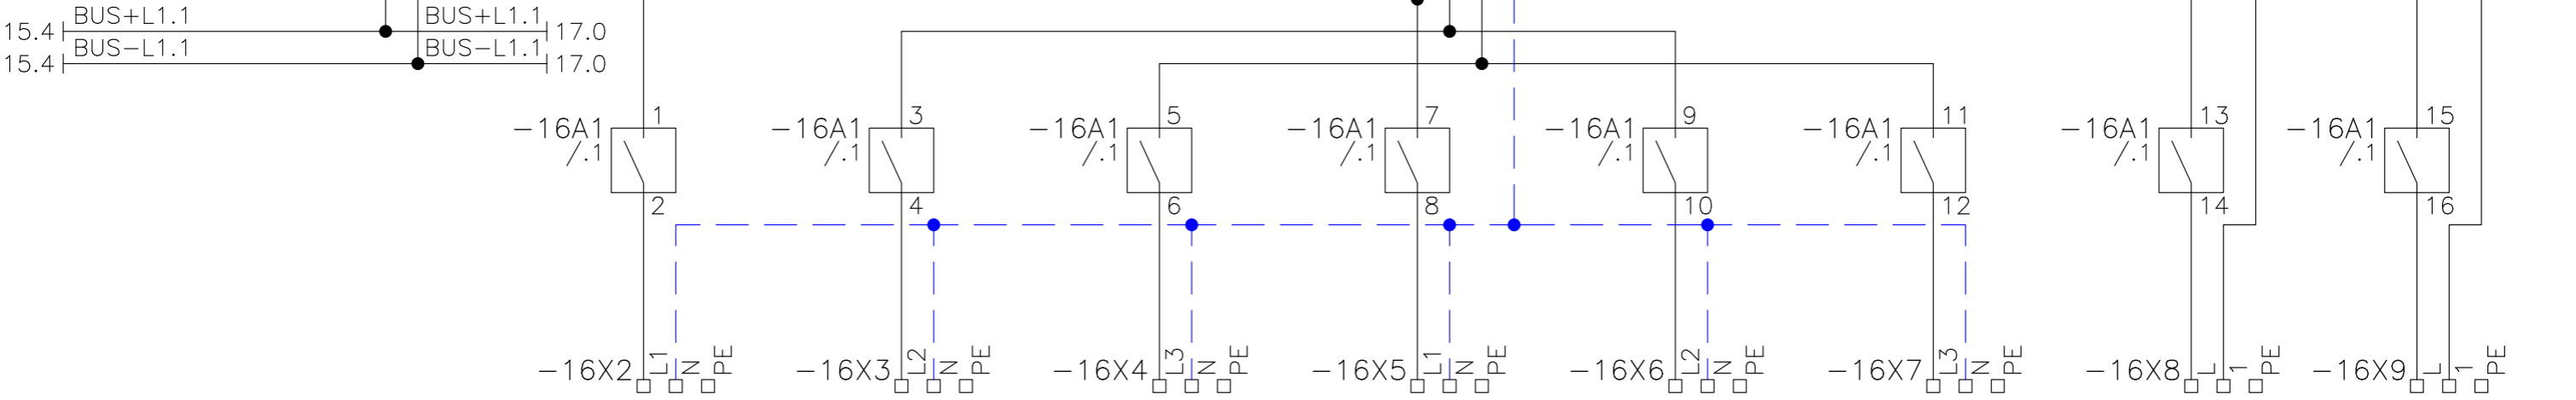 15.4 BUS+L1.1 BUS+L1.1 17.0
15.4 BUS-L1.1 BUS-L1.1 17.0
-16A1 1
/.1
2
-16A1 3
/.1
4
-16A1 5
/.1
6
-16A1 7
/.1
8
-16A1 9
/.1
10
-16A1 11
/.1
12
-16A1 13
/.1
14
-16A1 15
/.1
16
-16X2 L1 N PE
-16X3 L2 N PE
-16X4 L3 N PE
-16X5 L1 N PE
-16X6 L2 N PE
-16X7 L3 N PE
-16X8 L 1 PE
-16X9 L 1 PE